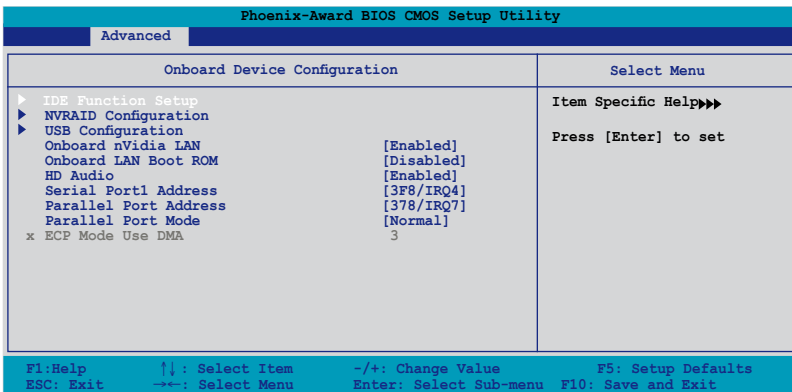 Phoenix-Award BIOS CMOS Setup Utility
Advanced
Onboard Device Configuration
Select Menu
▶ IDE Function Setup
▶ NVRAID Configuration
▶ USB Configuration
Onboard nVidia LAN [Enabled]
Onboard LAN Boot ROM [Disabled]
HD Audio [Enabled]
Serial Port1 Address [3F8/IRQ4]
Parallel Port Address [378/IRQ7]
Parallel Port Mode [Normal]
x ECP Mode Use DMA 3
Item Specific Help▶▶▶
Press [Enter] to set
F1:Help ↑↓: Select Item -/+: Change Value F5: Setup Defaults
ESC: Exit →←: Select Menu Enter: Select Sub-menu F10: Save and Exit